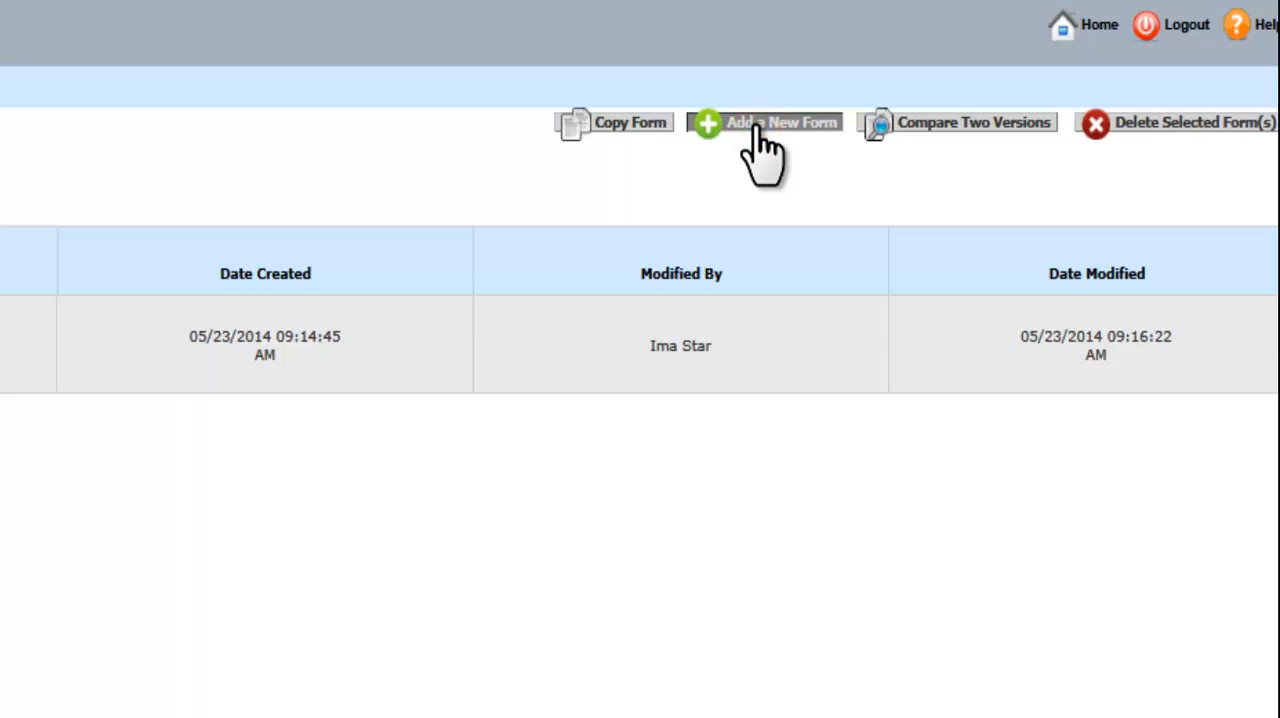 Home Logout
Copy Form Add a New Form Compare Two Versions Delete Selected Form(s)
Date Created Modified By Date Modified
05/23/2014 09:14:45
AM
Ima Star
05/23/2014 09:16:22
AM